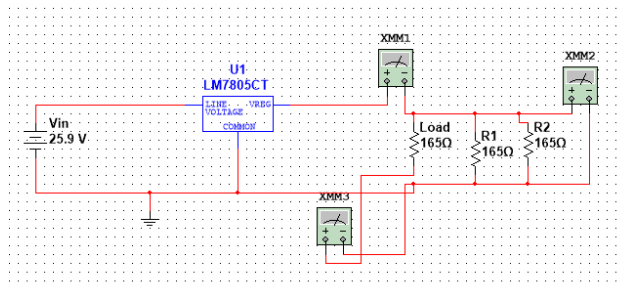 XMM1
XMM2
U1
LM7805CT
LINE VREG
VOLTAGE
COMMON
Vin
25.9 V
Load
165Ω
R1
165Ω
R2
165Ω
XMM3